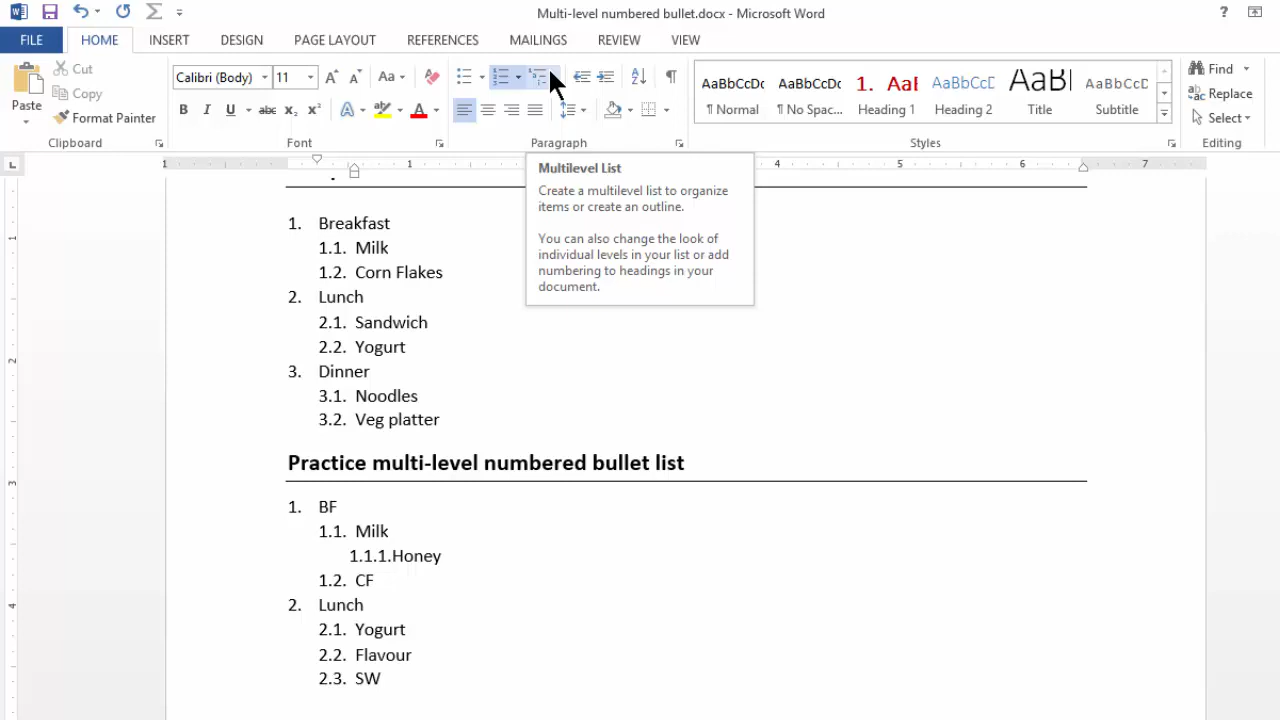 Multi-level numbered bullet.docx - Microsoft Word
FILE HOME INSERT DESIGN PAGE LAYOUT REFERENCES MAILINGS REVIEW VIEW
Paste
Cut
Copy
Format Painter
Clipboard
Calibri (Body) 11
Font
Paragraph
AaBbCcDc AaBbCcDc 1. AaI AaBbCcD AaBbI AaBbCcD
¶ Normal ¶ No Spac... Heading 1 Heading 2 Title Subtitle
Styles
Find
Replace
Select
Editing
1 1 4 5 6 7
Multilevel List
Create a multilevel list to organize
items or create an outline.
You can also change the look of
individual levels in your list or add
numbering to headings in your
document.
1. Breakfast
1.1. Milk
1.2. Corn Flakes
2. Lunch
2.1. Sandwich
2.2. Yogurt
3. Dinner
3.1. Noodles
3.2. Veg platter
Practice multi-level numbered bullet list
1. BF
1.1. Milk
1.1.1.Honey
1.2. CF
2. Lunch
2.1. Yogurt
2.2. Flavour
2.3. SW